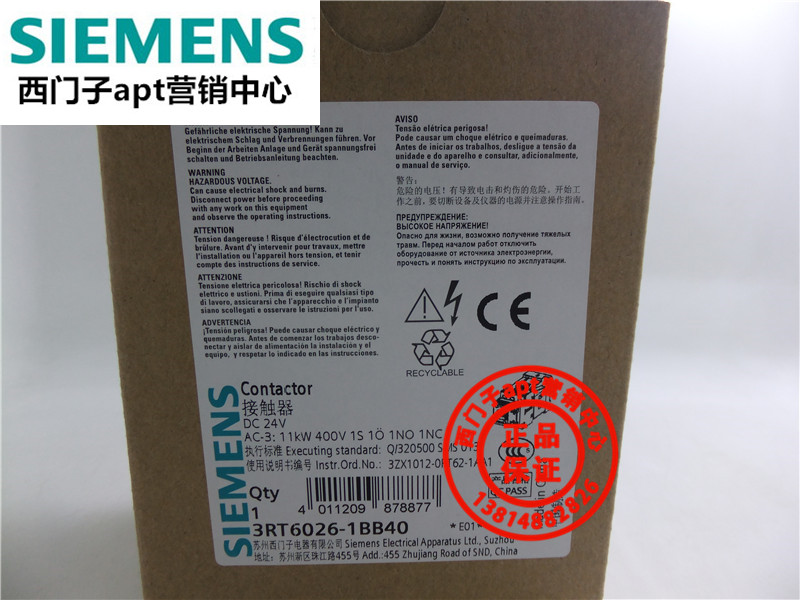 SIEMENS
西门子apt营销中心
Gefährliche elektrische Spannung! Kann zu
elektrischem Schlag und Verbrennungen führen. Vor
Beginn der Arbeiten Anlage und Gerät spannungsfrei
schalten und Betriebsanleitung beachten.
WARNING
HAZARDOUS VOLTAGE.
Can cause electrical shock and burns.
Disconnect power before proceeding
with any work on this equipment
and observe the operating instructions.
ATTENTION
Tension dangereuse ! Risque d'électrocution et de
brûlure. Avant d'y intervenir pour travaux, mettre
l'installation ou l'appareil hors tension, et tenir
compte des instructions de service.
ATTENZIONE
Tensione elettrica pericolosa! Rischio di shock
elettrico e ustioni. Prima di eseguire qualsiasi tipo
di lavoro, assicurarsi che l'apparecchio e l'impianto
siano scollegati e osservare le istruzioni per l'uso.
ADVERTENCIA
¡Tensión peligrosa! Puede causar choque eléctrico y
quemaduras. Antes de comenzar los trabajos desco-
nectar y aislar de alimentación la instalación y el
equipo, y respetar lo indicado en las instrucciones.
AVISO
Tensão elétrica perigosa!
Pode causar um choque elétrico e queimaduras.
Antes de iniciar os trabalhos, desligue a tensão da
unidade e do aparelho e consultar, adicionalmente,
o manual de serviço.
警告:
危险的电压!有导致电击和灼伤的危险。开始工
作之前,要切断设备及仪器的电源并注意操作指南。
ПРЕДУПРЕЖДЕНИЕ:
ВЫСОКОЕ НАПРЯЖЕНИЕ!
Опасно для жизни, возможно получение тяжелых
травм. Перед началом работ отключить
оборудование от источника электроэнергии,
прочесть и понять инструкцию по эксплуатации.
CE
RECYCLABLE
SIEMENS
Contactor
接触器
DC 24V
AC-3: 11kW 400V 1S 1Ö 1NO 1NC
执行标准 Executing standard: Q/320500
使用说明书编号 Instr.Ord.No.: 3ZX1012-0
Qty
1
4 011209 878877
3RT6026-1BB40
*E01*
苏州西门子电器有限公司 Siemens Electrical Apparatus Ltd., Suzhou
地址:苏州新区珠江路455号 Add.:455 Zhujiang Road of SND, China
QC PASS
西门子apt营销中心
正品
保证
13814882826